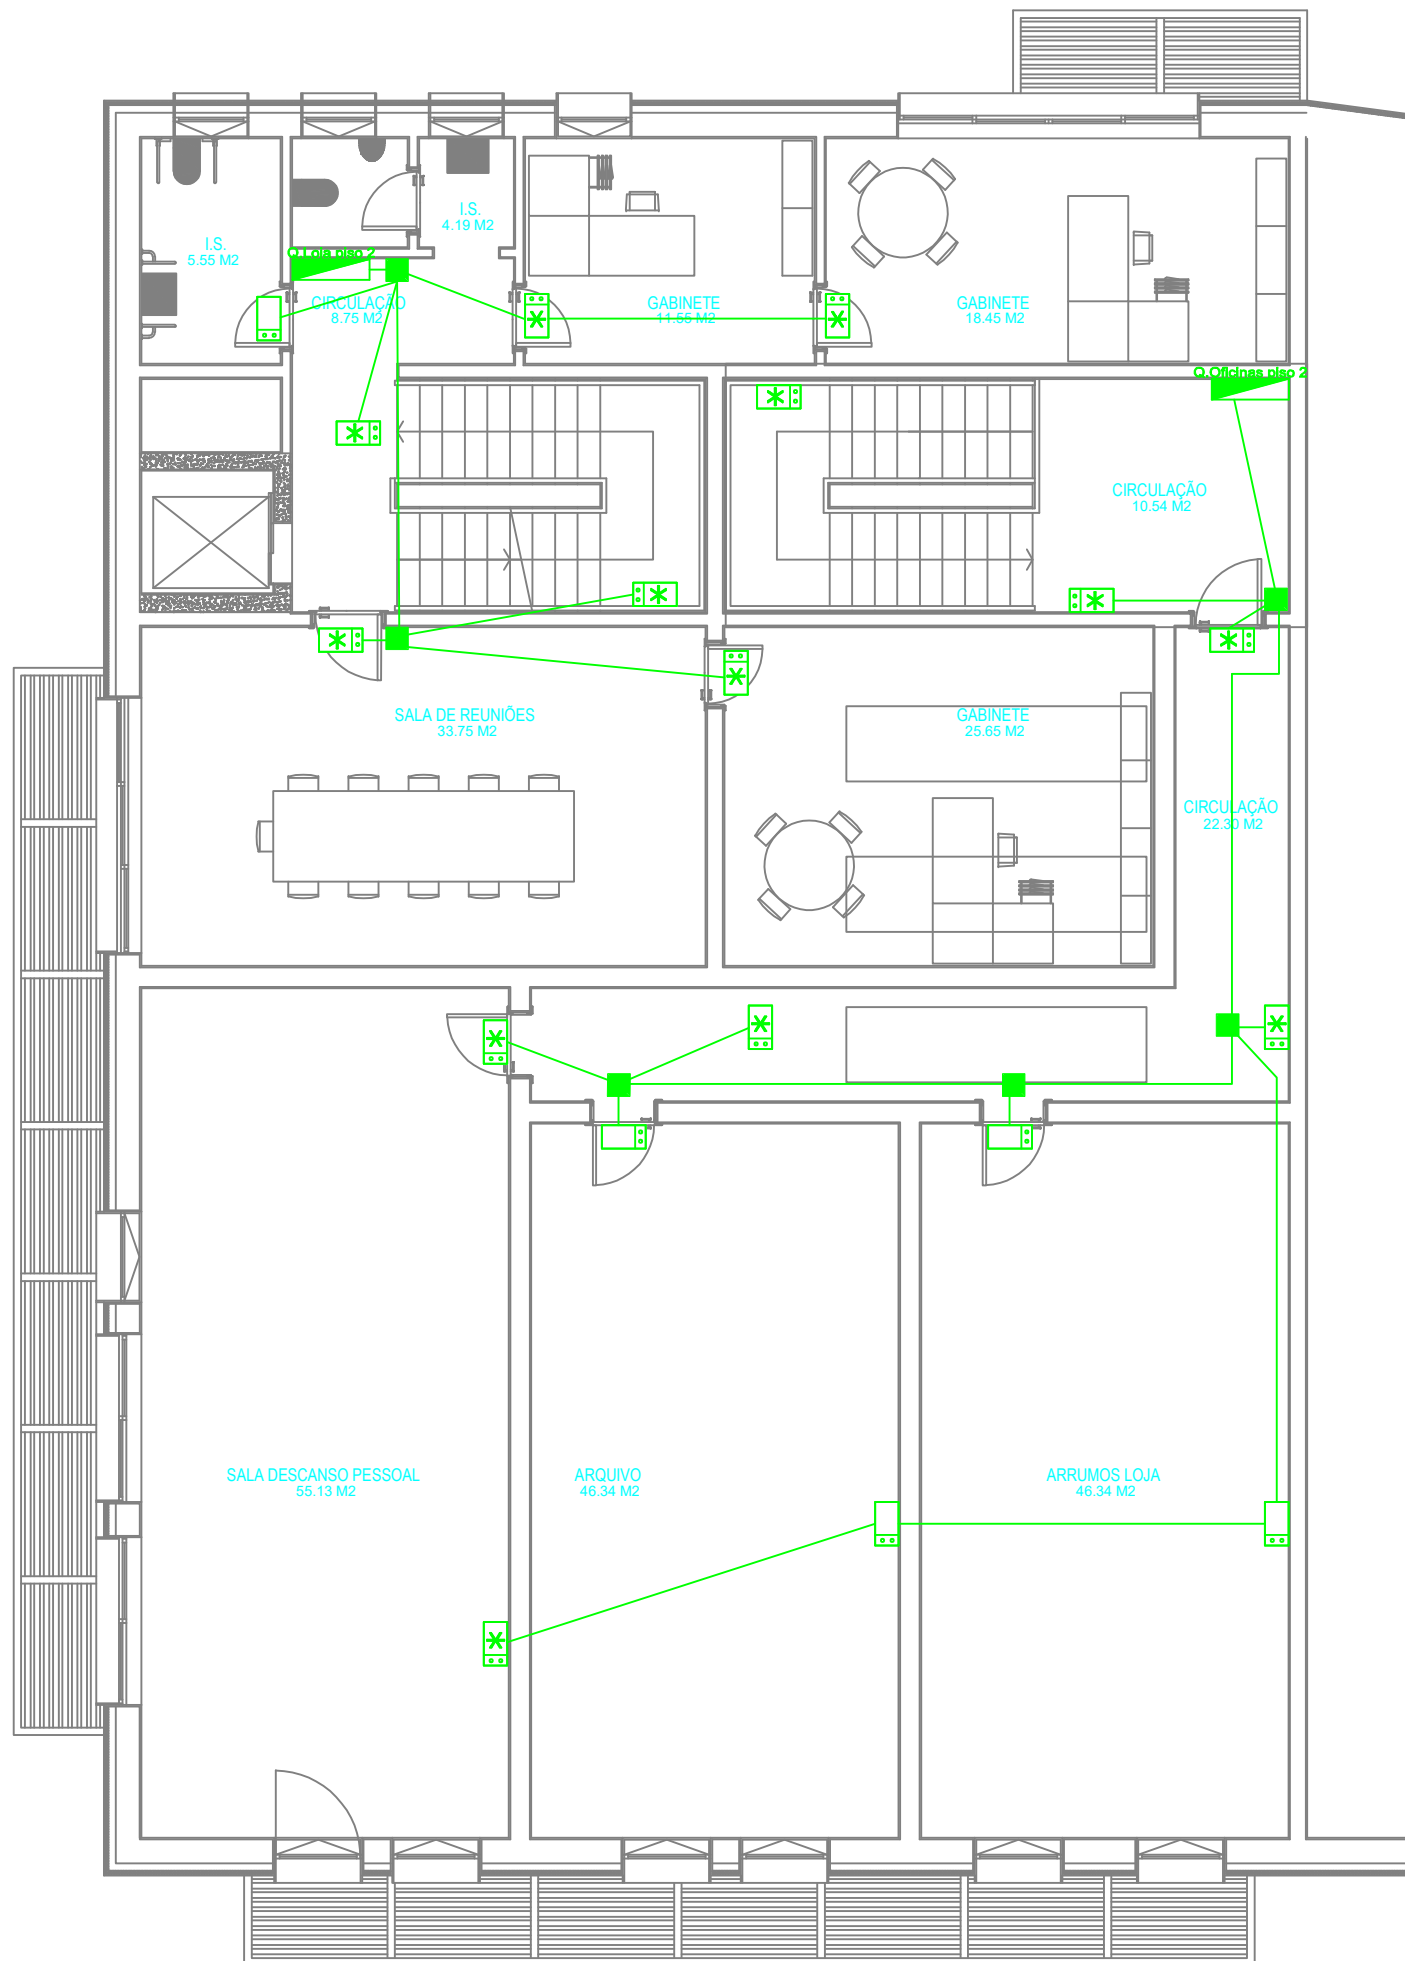 I.S.
4.19 M2
I.S.
5.55 M2
Q.Loja piso 2
CIRCULAÇÃO
8.75 M2
GABINETE
11.55 M2
GABINETE
18.45 M2
Q.Oficinas piso 2
CIRCULAÇÃO
10.54 M2
SALA DE REUNIÕES
33.75 M2
GABINETE
25.65 M2
CIRCULAÇÃO
22.30 M2
SALA DESCANSO PESSOAL
55.13 M2
ARQUIVO
46.34 M2
ARRUMOS LOJA
46.34 M2